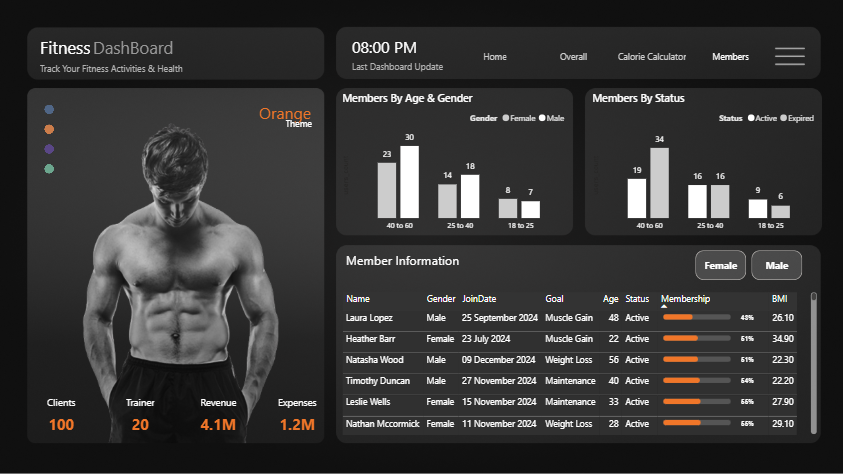 Fitness DashBoard
Track Your Fitness Activities & Health
08:00 PM
Last Dashboard Update
Home Overall Calorie Calculator Members
Orange
Theme
Clients Trainer Revenue Expenses
100 20 4.1M 1.2M
Members By Age & Gender
Gender Female Male
23 30 14 18 8 7
40 to 60 25 to 40 18 to 25
Members By Status
Status Active Expired
19 34 16 16 9 6
40 to 60 25 to 40 18 to 25
Member Information
Female Male
Name Gender JoinDate Goal Age Status Membership BMI
Laura Lopez Male 25 September 2024 Muscle Gain 48 Active 43% 26.10
Heather Barr Female 23 July 2024 Muscle Gain 22 Active 51% 34.90
Natasha Wood Male 09 December 2024 Weight Loss 56 Active 51% 22.30
Timothy Duncan Male 27 November 2024 Maintenance 40 Active 54% 22.20
Leslie Wells Female 15 November 2024 Maintenance 33 Active 55% 27.90
Nathan Mccormick Female 11 November 2024 Weight Loss 28 Active 55% 29.10